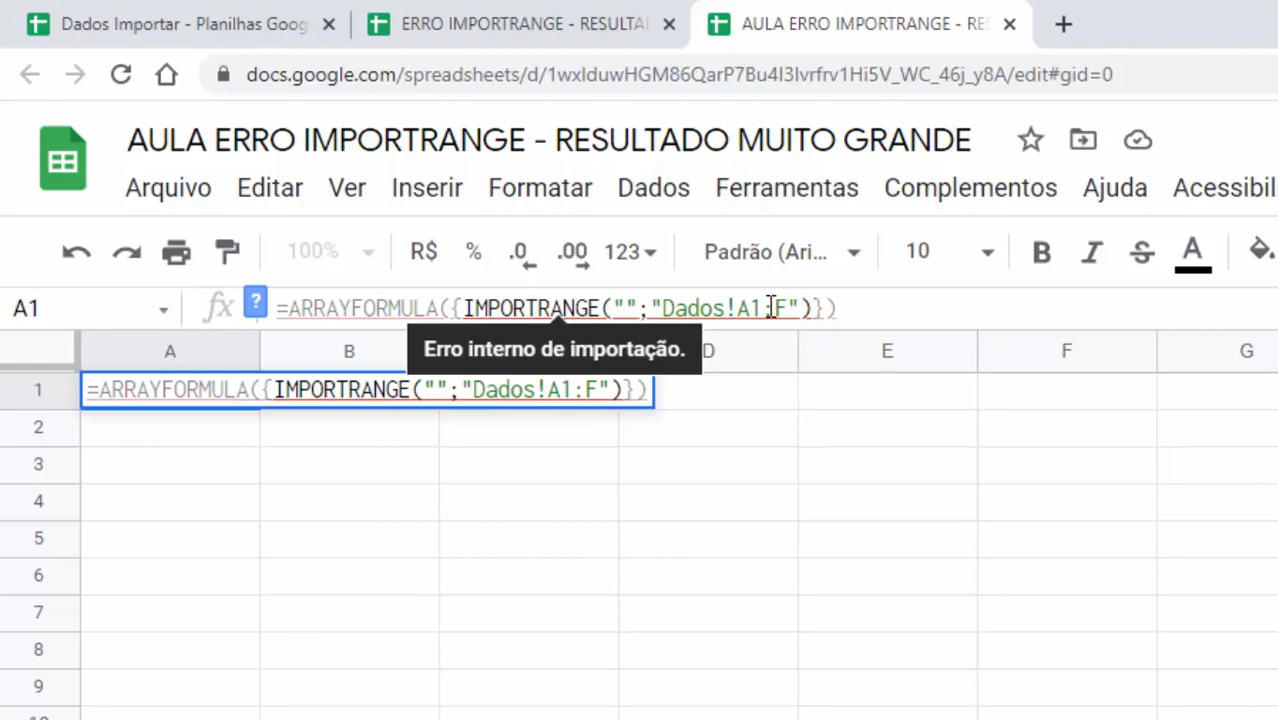 Dados Importar - Planilhas Goog
ERRO IMPORTRANGE - RESULTA
AULA ERRO IMPORTRANGE - RES
docs.google.com/spreadsheets/d/1wxIduwHGM86QarP7Bu4I3Ivrfrv1Hi5V_WC_46j_y8A/edit#gid=0
AULA ERRO IMPORTRANGE - RESULTADO MUITO GRANDE
Arquivo Editar Ver Inserir Formatar Dados Ferramentas Complementos Ajuda Acessibil
100% R$ % .0 .00 123 Padrão (Ari... 10 B I S A
A1 fx ? =ARRAYFORMULA({IMPORTRANGE("";"Dados!A1:F")})
Erro interno de importação.
A B D E F G
1 =ARRAYFORMULA({IMPORTRANGE("";"Dados!A1:F")})
2
3
4
5
6
7
8
9